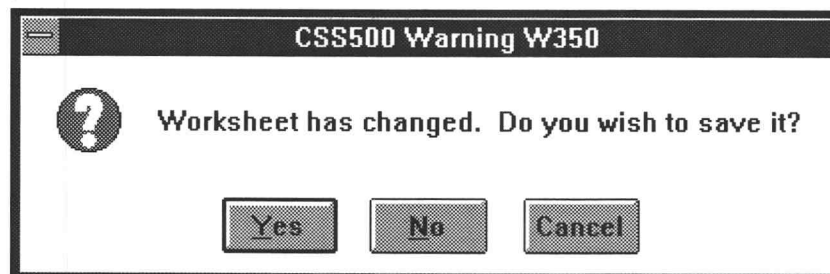 CSS500 Warning W350
Worksheet has changed. Do you wish to save it?
Yes No Cancel